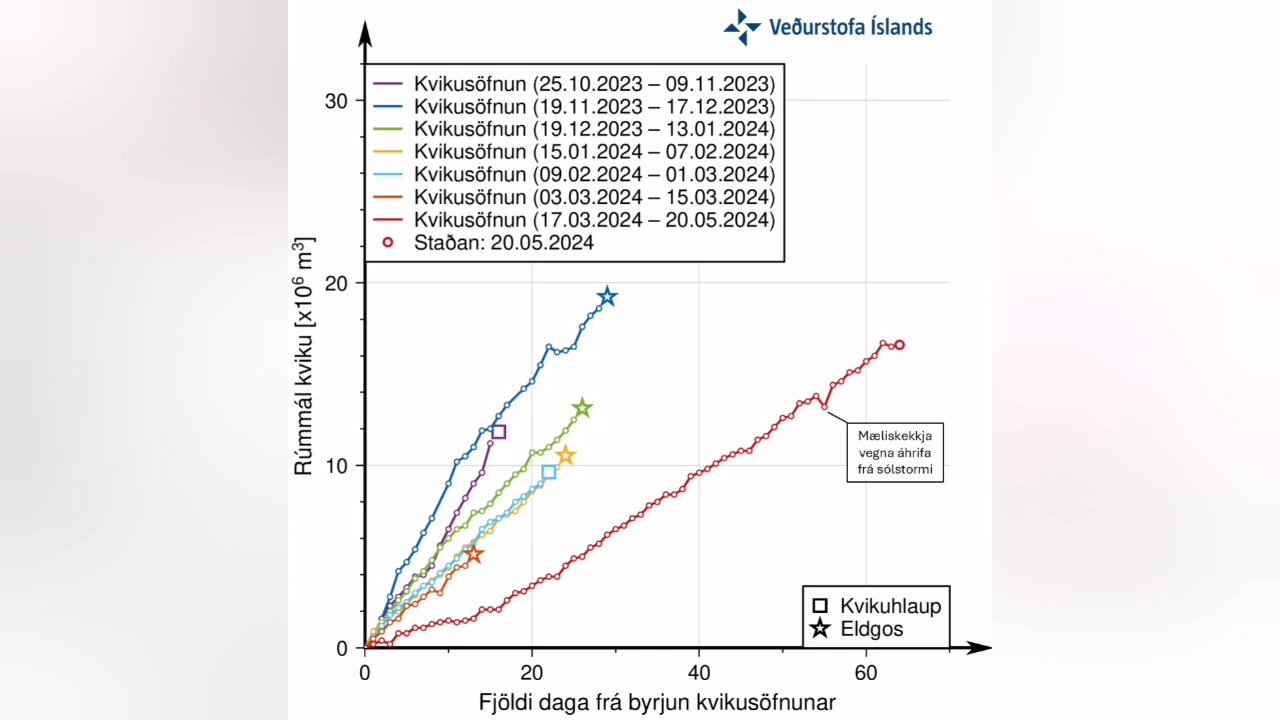 Veðurstofa Íslands
Kvikusöfnun (25.10.2023 – 09.11.2023)
Kvikusöfnun (19.11.2023 – 17.12.2023)
Kvikusöfnun (19.12.2023 – 13.01.2024)
Kvikusöfnun (15.01.2024 – 07.02.2024)
Kvikusöfnun (09.02.2024 – 01.03.2024)
Kvikusöfnun (03.03.2024 – 15.03.2024)
Kvikusöfnun (17.03.2024 – 20.05.2024)
Staðan: 20.05.2024
30
20
10
0
Rúmmál kviku [x10⁶ m³]
Mæliskekkja
vegna áhrifa
frá sólstormi
Kvikuhlaup
Eldgos
0 20 40 60
Fjöldi daga frá byrjun kvikusöfnunar